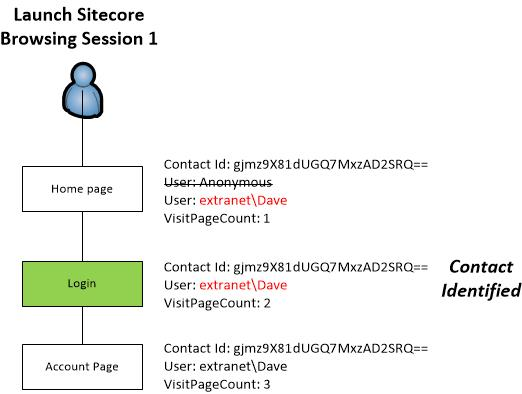 Launch Sitecore
Browsing Session 1
Home page
Contact Id: gjmz9X81dUGQ7MxzAD2SRQ==
User: Anonymous
User: extranet\Dave
VisitPageCount: 1
Login
Contact Id: gjmz9X81dUGQ7MxzAD2SRQ==
User: extranet\Dave
VisitPageCount: 2
Contact
Identified
Account Page
Contact Id: gjmz9X81dUGQ7MxzAD2SRQ==
User: extranet\Dave
VisitPageCount: 3